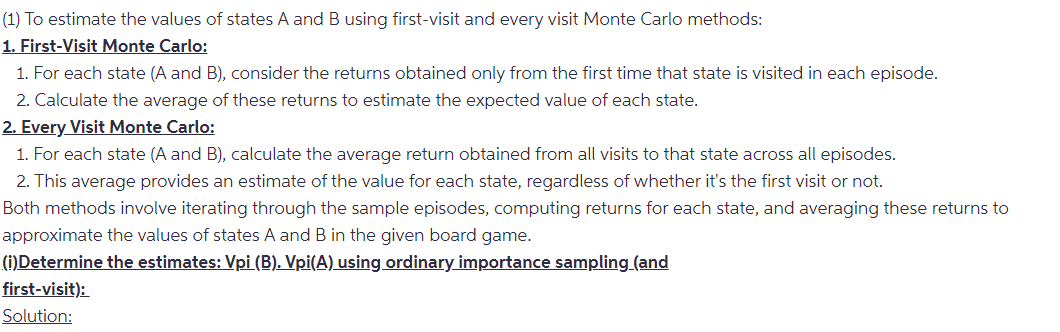 (1) To estimate the values of states A and B using first-visit and every visit Monte Carlo methods:
1. First-Visit Monte Carlo:
1. For each state (A and B), consider the returns obtained only from the first time that state is visited in each episode.
2. Calculate the average of these returns to estimate the expected value of each state.
2. Every Visit Monte Carlo:
1. For each state (A and B), calculate the average return obtained from all visits to that state across all episodes.
2. This average provides an estimate of the value for each state, regardless of whether it's the first visit or not.
Both methods involve iterating through the sample episodes, computing returns for each state, and averaging these returns to
approximate the values of states A and B in the given board game.
(i)Determine the estimates: Vpi (B). Vpi(A) using ordinary importance sampling (and
first-visit):
Solution: